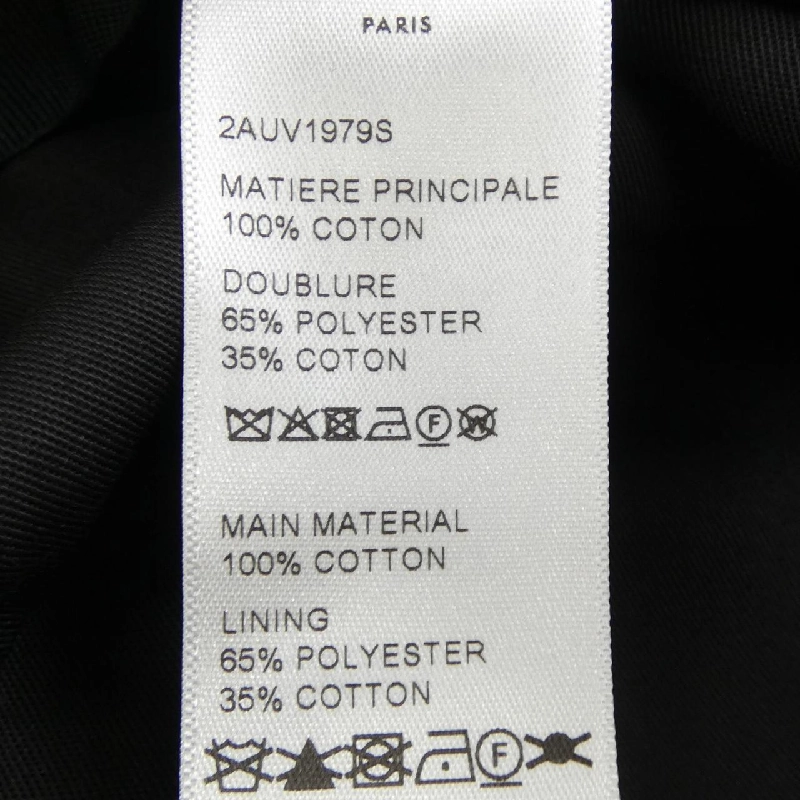 PARIS
2AUV1979S
MATIERE PRINCIPALE
100% COTON
DOUBLURE
65% POLYESTER
35% COTON
F W
MAIN MATERIAL
100% COTTON
LINING
65% POLYESTER
35% COTTON
F